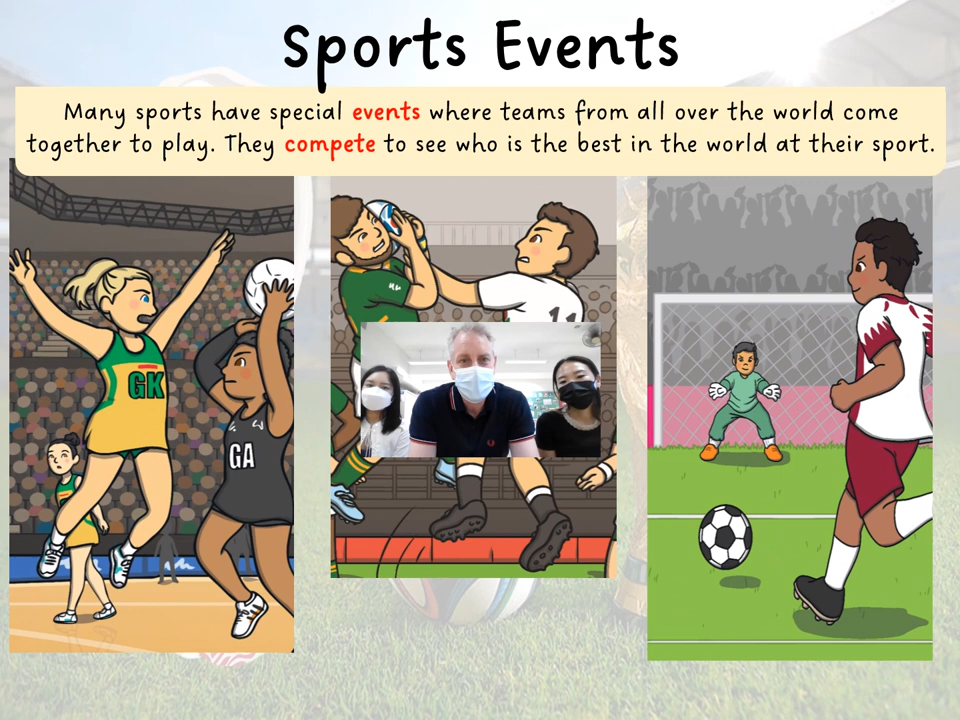 Sports Events
Many sports have special events where teams from all over the world come
together to play. They compete to see who is the best in the world at their sport.
GK
GA
11